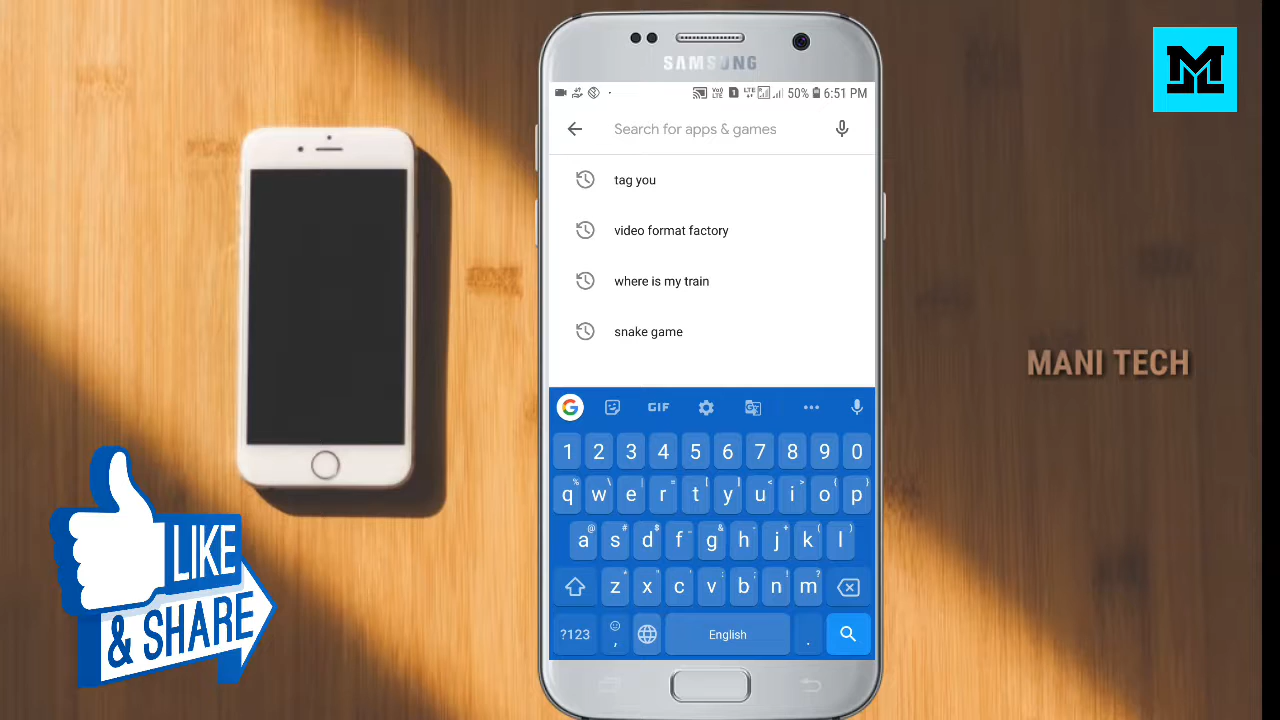 SAMSUNG
50% 6:51 PM
Search for apps & games
tag you
video format factory
where is my train
snake game
GIF
1 2 3 4 5 6 7 8 9 0
q w e r t y u i o p
a s d f g h j k l
z x c v b n m
?123 , English .
MANI TECH
LIKE
& SHARE
M